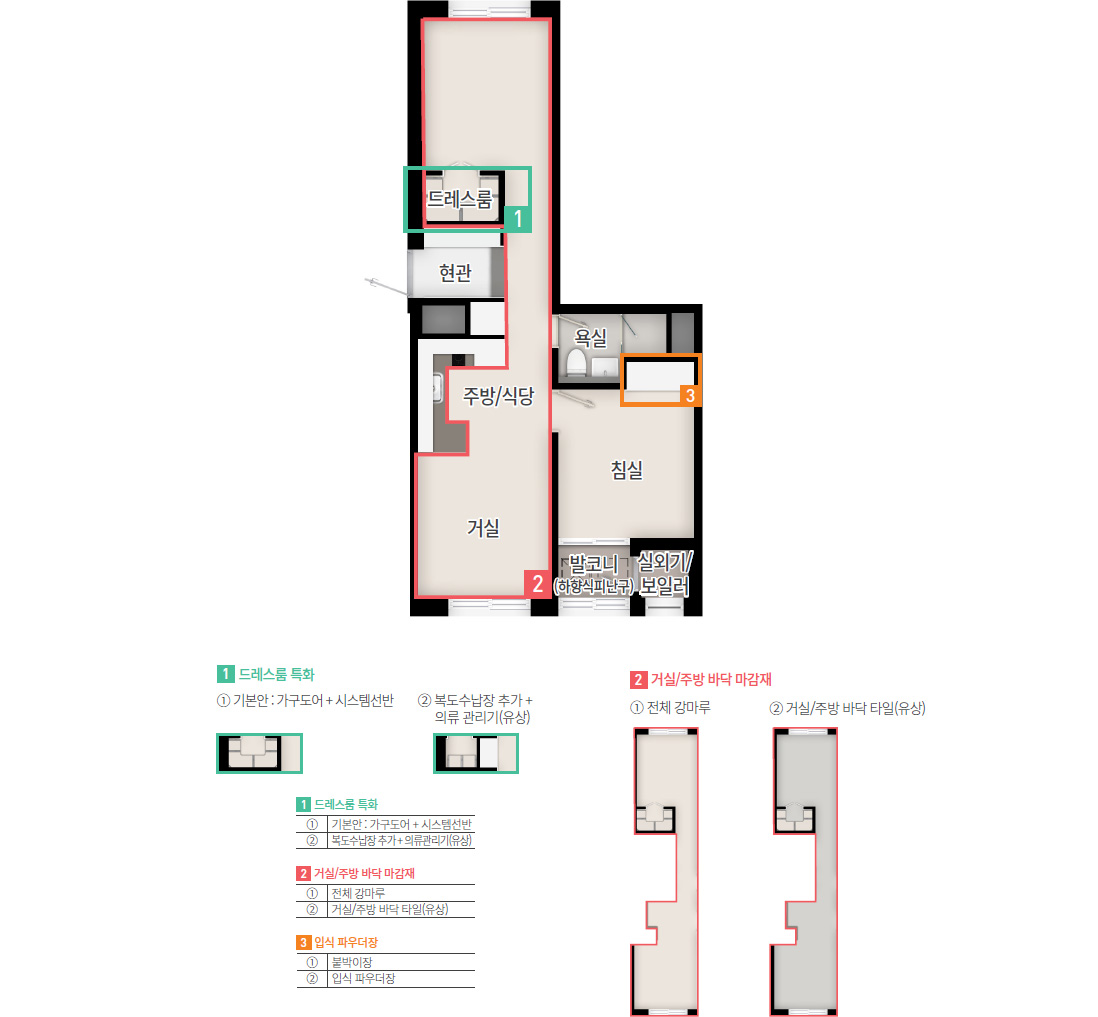 드레스룸
1
현관
욕실
3
주방/식당
침실
거실
2
발코니
(하향식피난구)
실외기/
보일러
1 드레스룸 특화
① 기본안 : 가구도어 + 시스템선반
② 복도수납장 추가 +
의류 관리기(유상)
2 거실/주방 바닥 마감재
① 전체 강마루
② 거실/주방 바닥 타일(유상)
1 드레스룸 특화
① 기본안 : 가구도어 + 시스템선반
② 복도수납장 추가 + 의류관리기(유상)
2 거실/주방 바닥 마감재
① 전체 강마루
② 거실/주방 바닥 타일(유상)
3 입식 파우더장
① 붙박이장
② 입식 파우더장